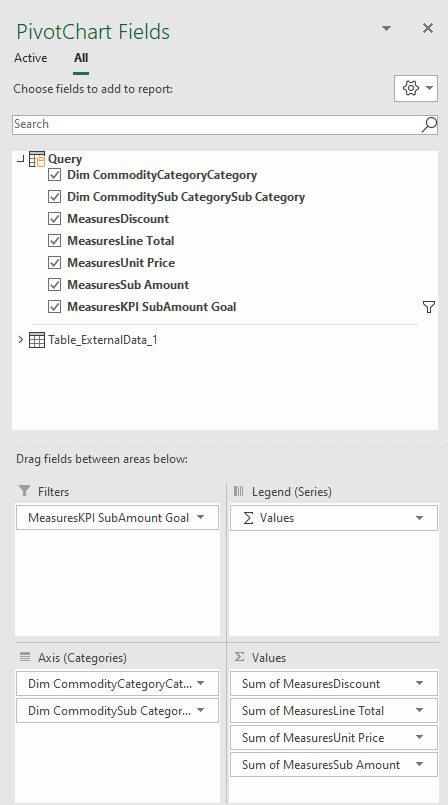 PivotChart Fields
Active All
Choose fields to add to report:
Search
Query
Dim CommodityCategoryCategory
Dim CommoditySub CategorySub Category
MeasuresDiscount
MeasuresLine Total
MeasuresUnit Price
MeasuresSub Amount
MeasuresKPI SubAmount Goal
Table_ExternalData_1
Drag fields between areas below:
Filters
MeasuresKPI SubAmount Goal
Legend (Series)
Σ Values
Axis (Categories)
Dim CommodityCategoryCat...
Dim CommoditySub Categor...
Σ Values
Sum of MeasuresDiscount
Sum of MeasuresLine Total
Sum of MeasuresUnit Price
Sum of MeasuresSub Amount